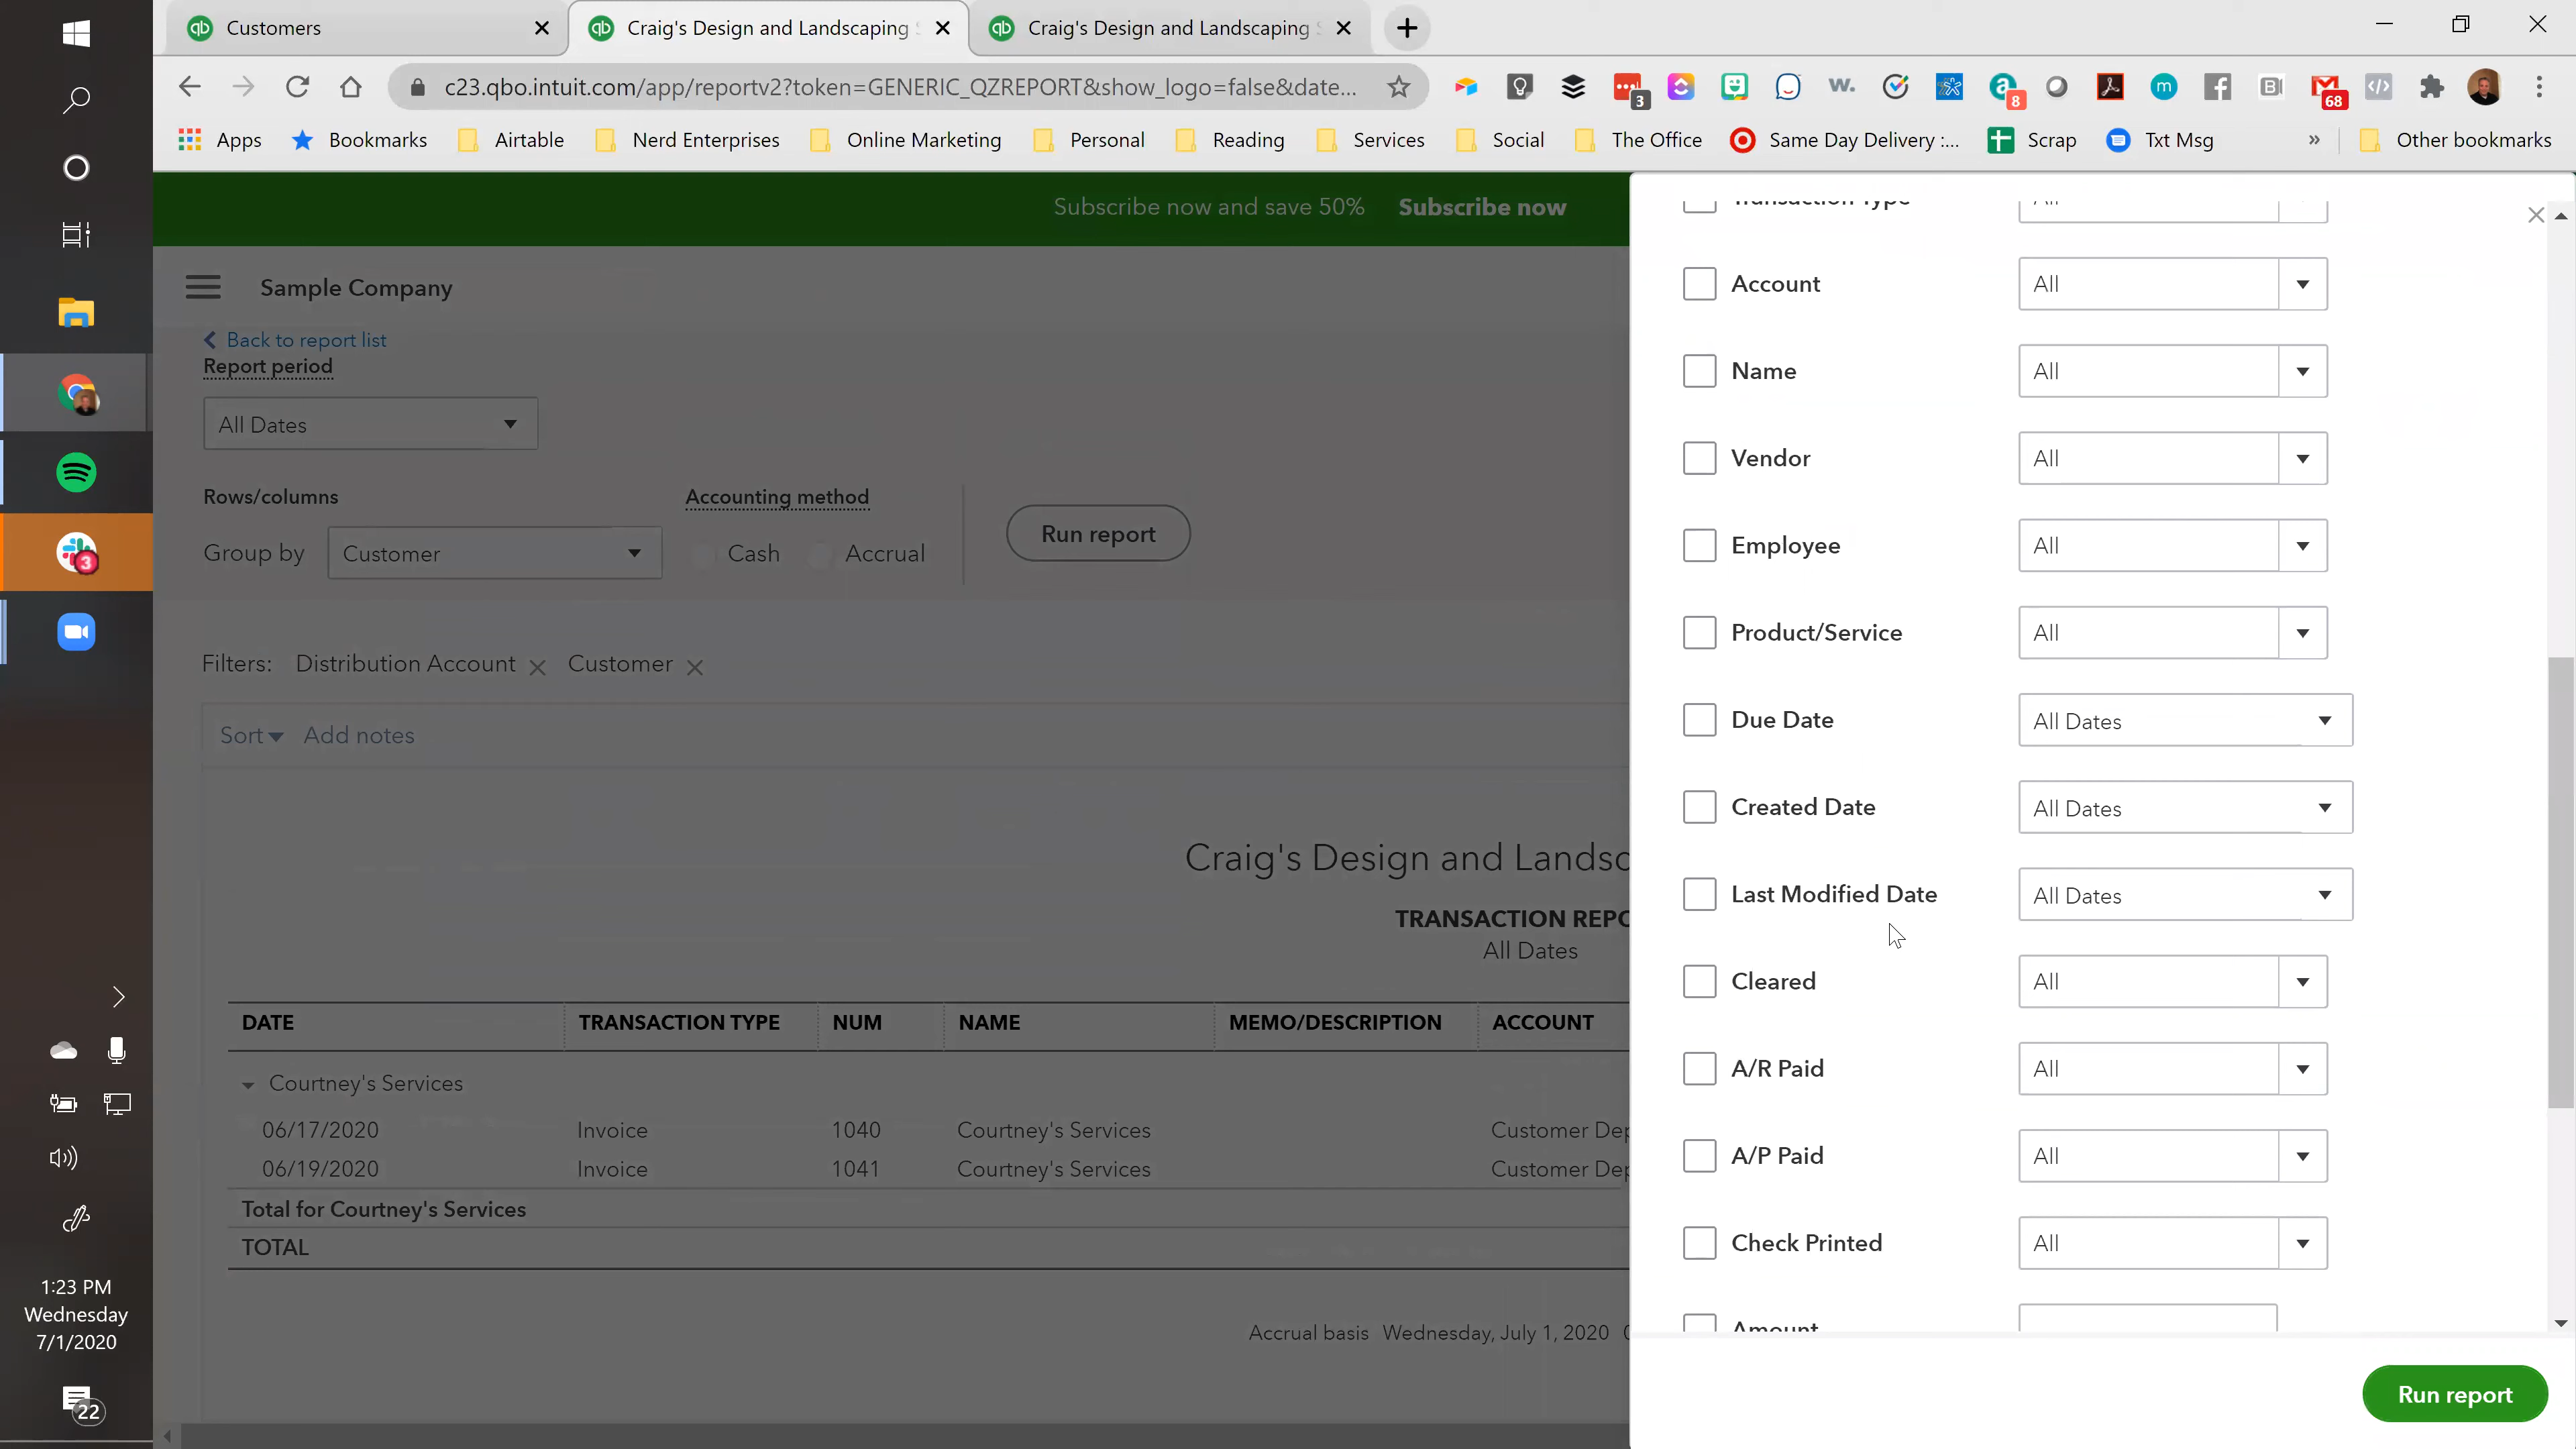 Customers
Craig's Design and Landscaping
Craig's Design and Landscaping
c23.qbo.intuit.com/app/reportv2?token=GENERIC_QZREPORT&show_logo=false&date...
3
8
68
Apps
Bookmarks
Airtable
Nerd Enterprises
Online Marketing
Personal
Reading
Services
Social
The Office
Same Day Delivery :...
Scrap
Txt Msg
»
Other bookmarks
Subscribe now and save 50% Subscribe now
Sample Company
Back to report list
Report period
All Dates
Rows/columns
Accounting method
Group by
Customer
Cash
Accrual
Run report
Filters: Distribution Account Customer
Sort Add notes
Craig's Design and Landsc
TRANSACTION REPO
All Dates
DATE TRANSACTION TYPE NUM NAME MEMO/DESCRIPTION ACCOUNT
Courtney's Services
06/17/2020 Invoice 1040 Courtney's Services Customer Dep
06/19/2020 Invoice 1041 Courtney's Services Customer Dep
Total for Courtney's Services
TOTAL
Accrual basis Wednesday, July 1, 2020
Transaction Type All
Account All
Name All
Vendor All
Employee All
Product/Service All
Due Date All Dates
Created Date All Dates
Last Modified Date All Dates
Cleared All
A/R Paid All
A/P Paid All
Check Printed All
Amount
Run report
3
1:23 PM
Wednesday
7/1/2020
22